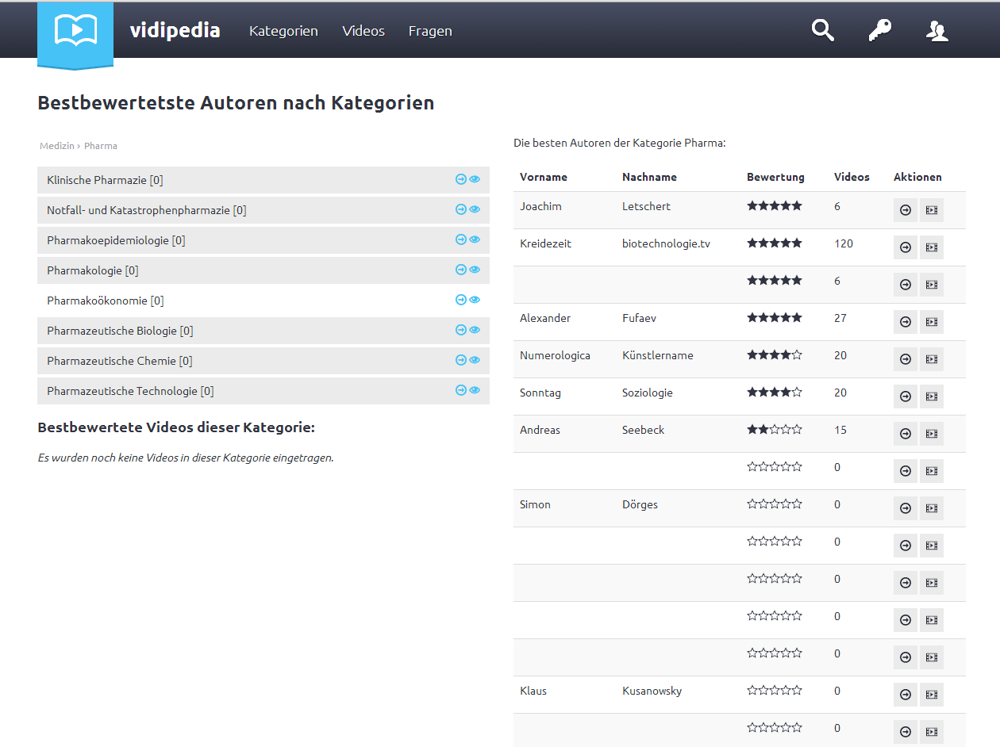 vidipedia Kategorien Videos Fragen
Bestbewertetste Autoren nach Kategorien
Medizin › Pharma
Klinische Pharmazie [0]
Notfall- und Katastrophenpharmazie [0]
Pharmakoepidemiologie [0]
Pharmakologie [0]
Pharmakoökonomie [0]
Pharmazeutische Biologie [0]
Pharmazeutische Chemie [0]
Pharmazeutische Technologie [0]
Bestbewertete Videos dieser Kategorie:
Es wurden noch keine Videos in dieser Kategorie eingetragen.
Die besten Autoren der Kategorie Pharma:
Vorname Nachname Bewertung Videos Aktionen
Joachim Letschert ★★★★★ 6
Kreidezeit biotechnologie.tv ★★★★★ 120
★★★★★ 6
Alexander Fufaev ★★★★★ 27
Numerologica Künstlername ★★★★☆ 20
Sonntag Soziologie ★★★★☆ 20
Andreas Seebeck ★★☆☆☆ 15
☆☆☆☆☆ 0
Simon Dörges ☆☆☆☆☆ 0
☆☆☆☆☆ 0
☆☆☆☆☆ 0
☆☆☆☆☆ 0
☆☆☆☆☆ 0
Klaus Kusanowsky ☆☆☆☆☆ 0
☆☆☆☆☆ 0